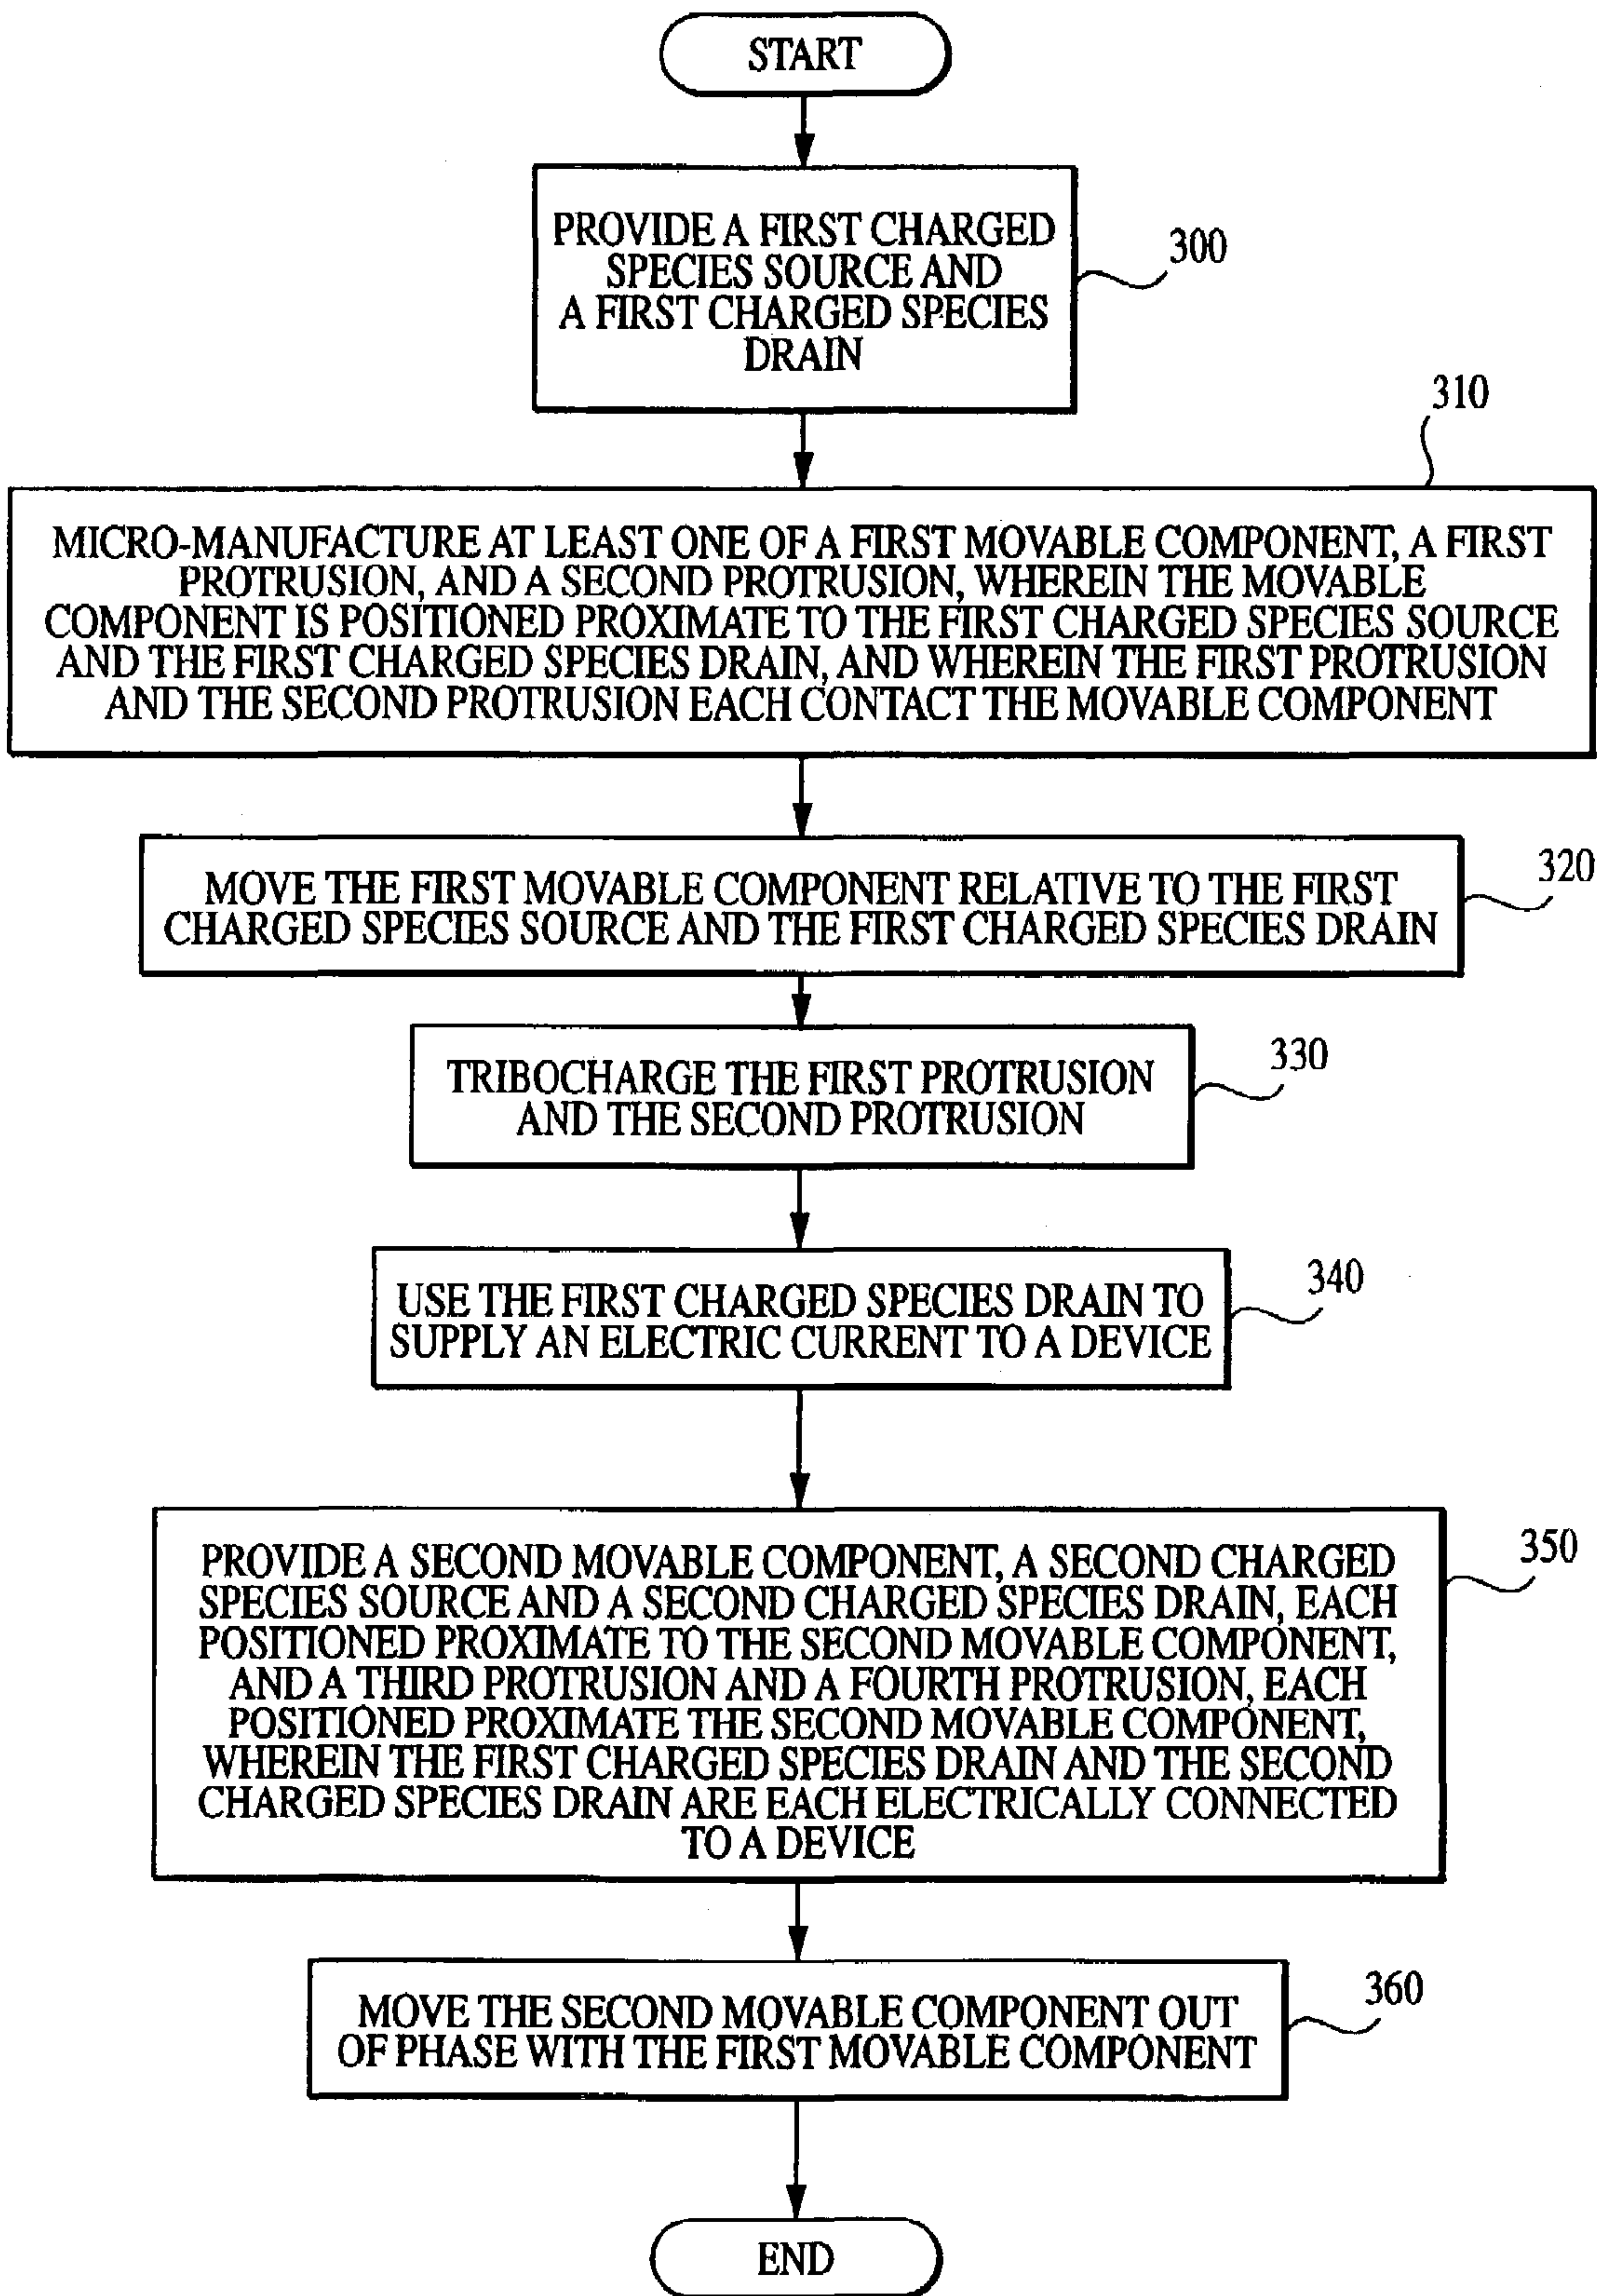 START
PROVIDE A FIRST CHARGED
SPECIES SOURCE AND
A FIRST CHARGED SPECIES
DRAIN
300
310
MICRO-MANUFACTURE AT LEAST ONE OF A FIRST MOVABLE COMPONENT, A FIRST
PROTRUSION, AND A SECOND PROTRUSION, WHEREIN THE MOVABLE
COMPONENT IS POSITIONED PROXIMATE TO THE FIRST CHARGED SPECIES SOURCE
AND THE FIRST CHARGED SPECIES DRAIN, AND WHEREIN THE FIRST PROTRUSION
AND THE SECOND PROTRUSION EACH CONTACT THE MOVABLE COMPONENT
MOVE THE FIRST MOVABLE COMPONENT RELATIVE TO THE FIRST
CHARGED SPECIES SOURCE AND THE FIRST CHARGED SPECIES DRAIN
320
TRIBOCHARGE THE FIRST PROTRUSION
AND THE SECOND PROTRUSION
330
USE THE FIRST CHARGED SPECIES DRAIN TO
SUPPLY AN ELECTRIC CURRENT TO A DEVICE
340
PROVIDE A SECOND MOVABLE COMPONENT, A SECOND CHARGED
SPECIES SOURCE AND A SECOND CHARGED SPECIES DRAIN, EACH
POSITIONED PROXIMATE TO THE SECOND MOVABLE COMPONENT,
AND A THIRD PROTRUSION AND A FOURTH PROTRUSION, EACH
POSITIONED PROXIMATE THE SECOND MOVABLE COMPONENT,
WHEREIN THE FIRST CHARGED SPECIES DRAIN AND THE SECOND
CHARGED SPECIES DRAIN ARE EACH ELECTRICALLY CONNECTED
TO A DEVICE
350
MOVE THE SECOND MOVABLE COMPONENT OUT
OF PHASE WITH THE FIRST MOVABLE COMPONENT
360
END